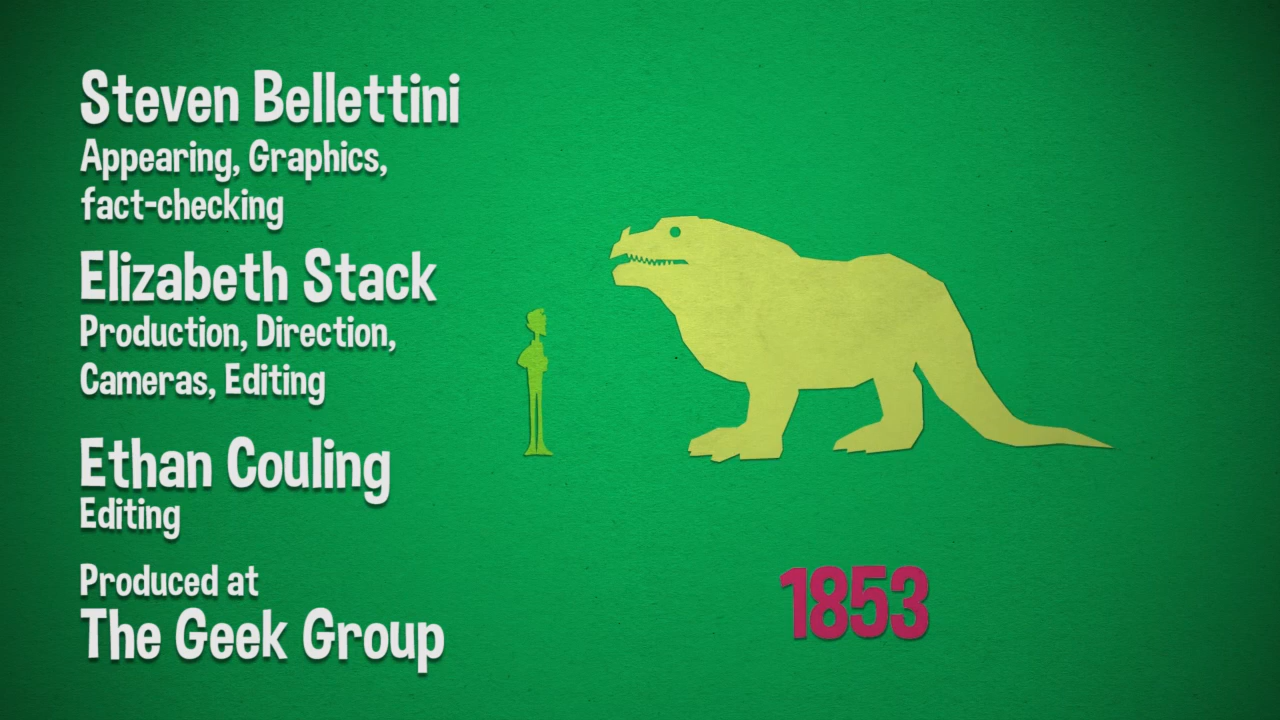 Steven Bellettini
Appearing, Graphics,
fact-checking
Elizabeth Stack
Production, Direction,
Cameras, Editing
Ethan Couling
Editing
Produced at
The Geek Group
1853